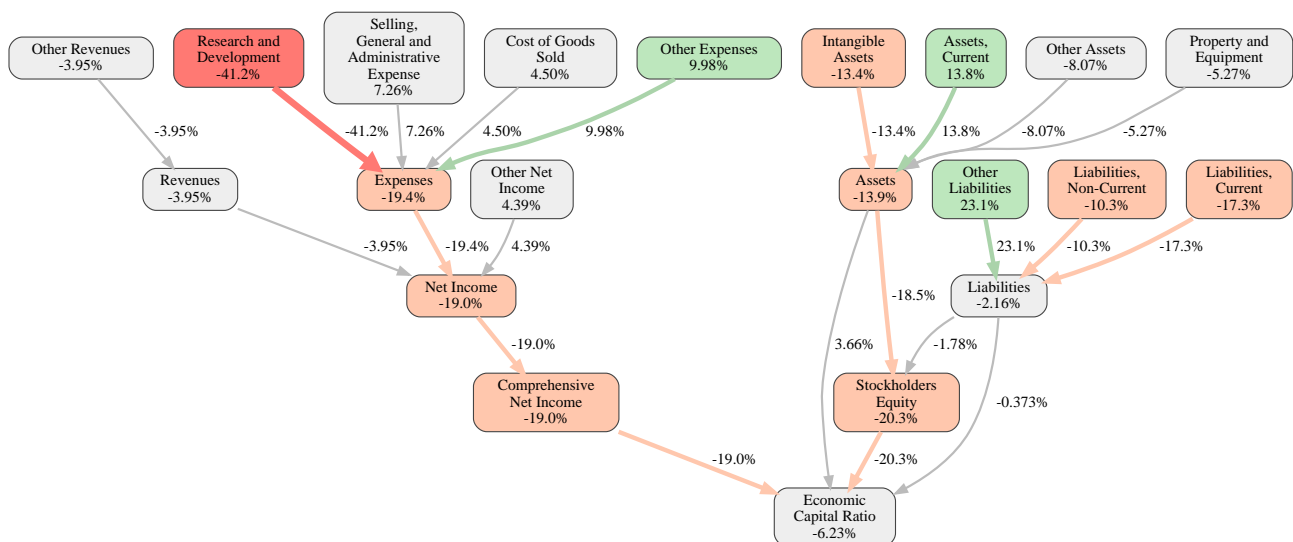 Other Revenues
-3.95%
Research and
Development
-41.2%
Selling,
General and
Administrative
Expense
7.26%
Cost of Goods
Sold
4.50%
Other Expenses
9.98%
Intangible
Assets
-13.4%
Assets,
Current
13.8%
Other Assets
-8.07%
Property and
Equipment
-5.27%
-3.95%
-41.2%
7.26%
4.50%
9.98%
-13.4%
13.8%
-8.07%
-5.27%
Revenues
-3.95%
Expenses
-19.4%
Other Net
Income
4.39%
Assets
-13.9%
Other
Liabilities
23.1%
Liabilities,
Non-Current
-10.3%
Liabilities,
Current
-17.3%
-3.95%
-19.4%
4.39%
23.1%
-10.3%
-17.3%
Net Income
-19.0%
-18.5%
Liabilities
-2.16%
-19.0%
3.66%
-1.78%
Comprehensive
Net Income
-19.0%
Stockholders
Equity
-20.3%
-0.373%
-19.0%
-20.3%
Economic
Capital Ratio
-6.23%